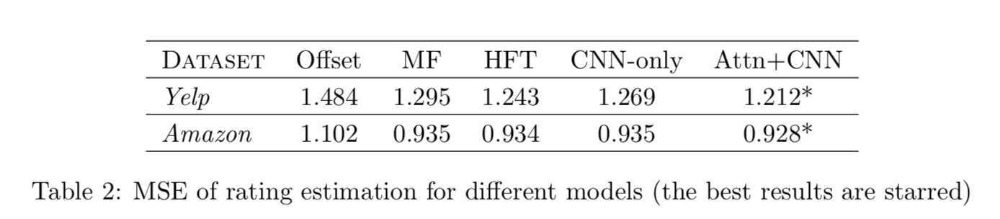 DATASET Offset MF HFT CNN-only Attn+CNN
Yelp 1.484 1.295 1.243 1.269 1.212*
Amazon 1.102 0.935 0.934 0.935 0.928*
Table 2: MSE of rating estimation for different models (the best results are starred)